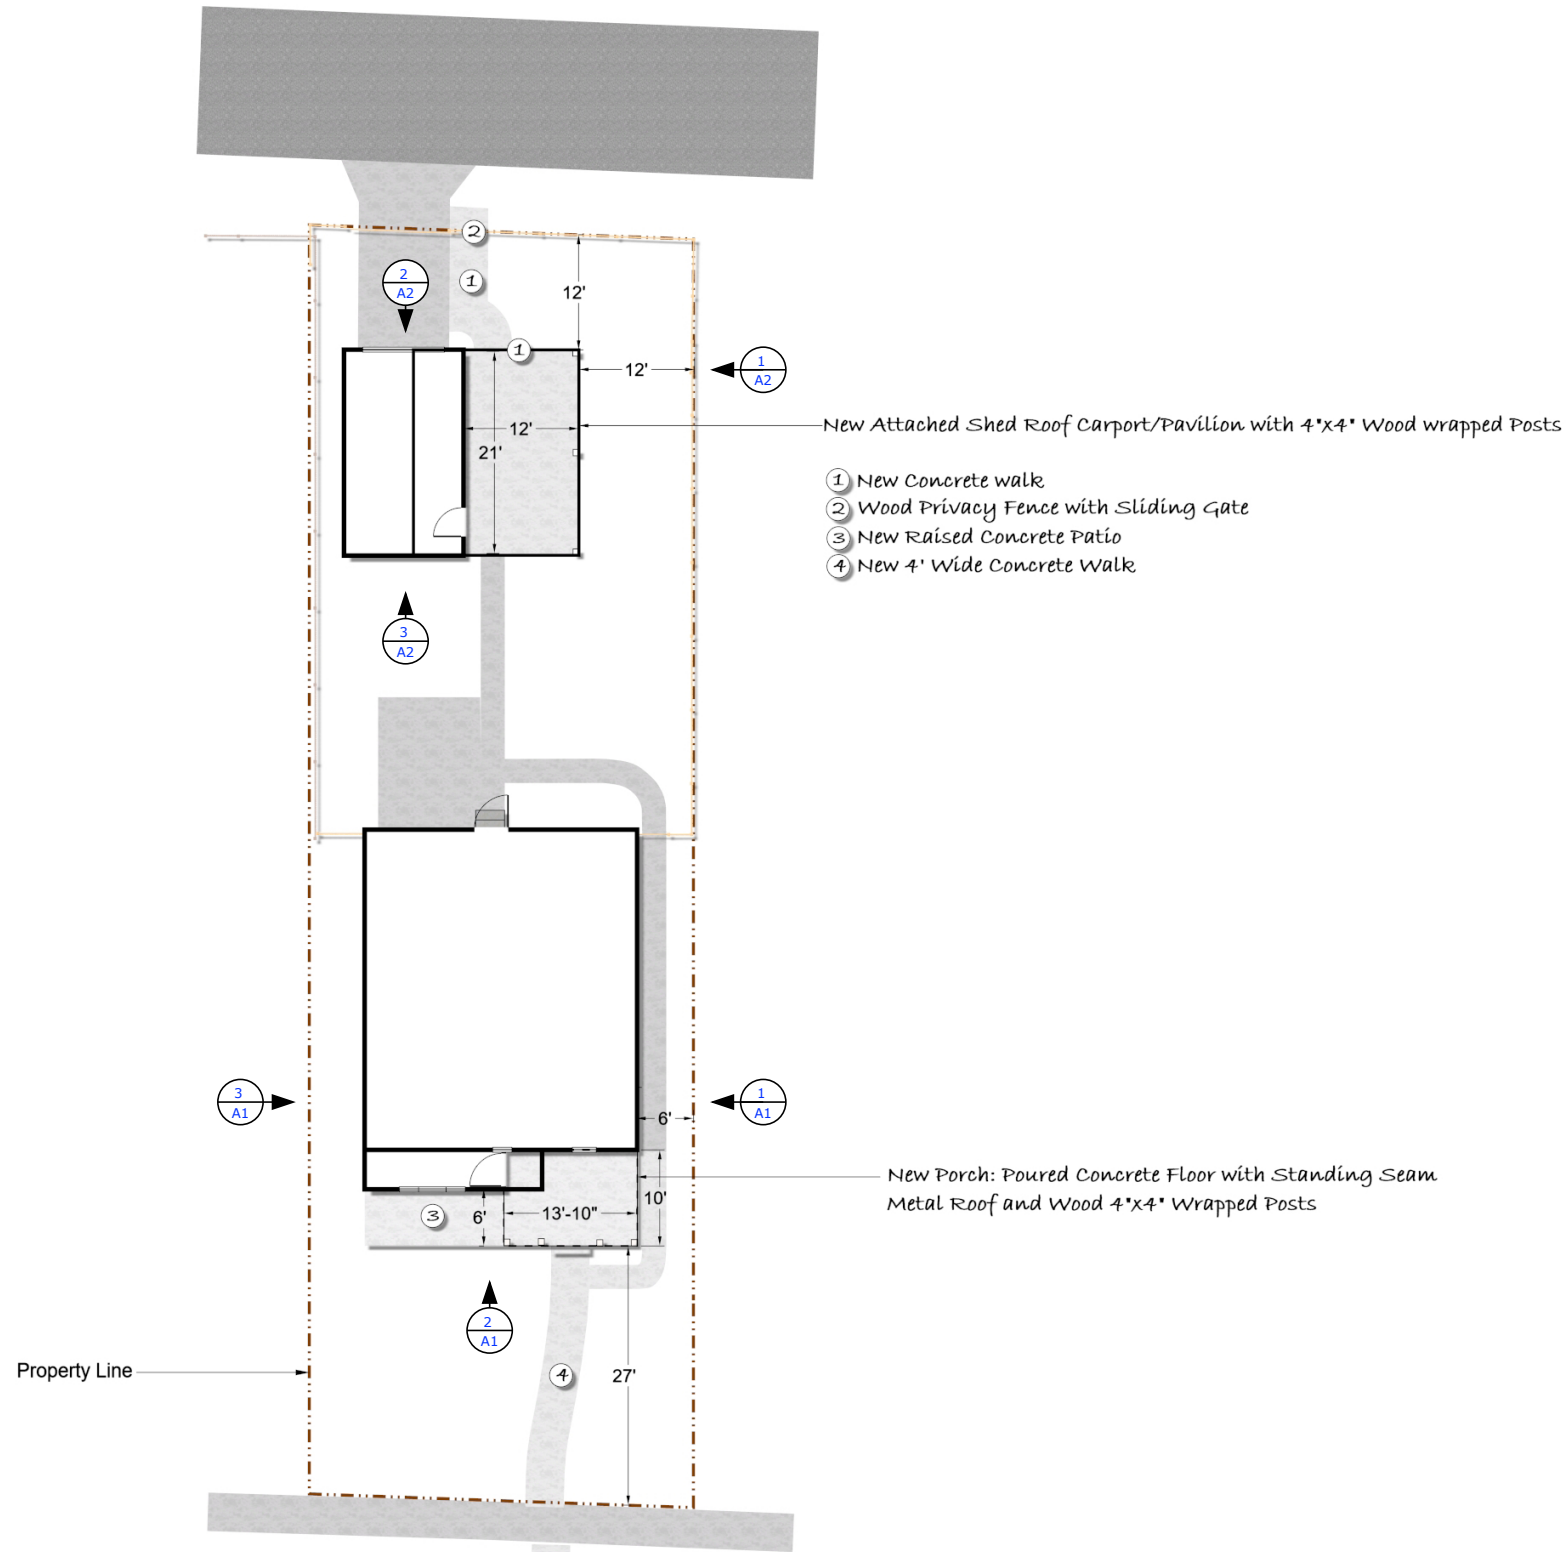 2
1
2
A2
12'
1
12'
1
A2
12'
21'
New Attached Shed Roof Carport/Pavilion with 4"x4" Wood wrapped Posts
1 New Concrete walk
2 Wood Privacy Fence with Sliding Gate
3 New Raised Concrete Patio
4 New 4' Wide Concrete Walk
3
A2
3
A1
1
A1
6'
New Porch: Poured Concrete Floor with Standing Seam
Metal Roof and Wood 4"x4" Wrapped Posts
10'
3
6'
13'-10"
2
A1
Property Line
4
27'